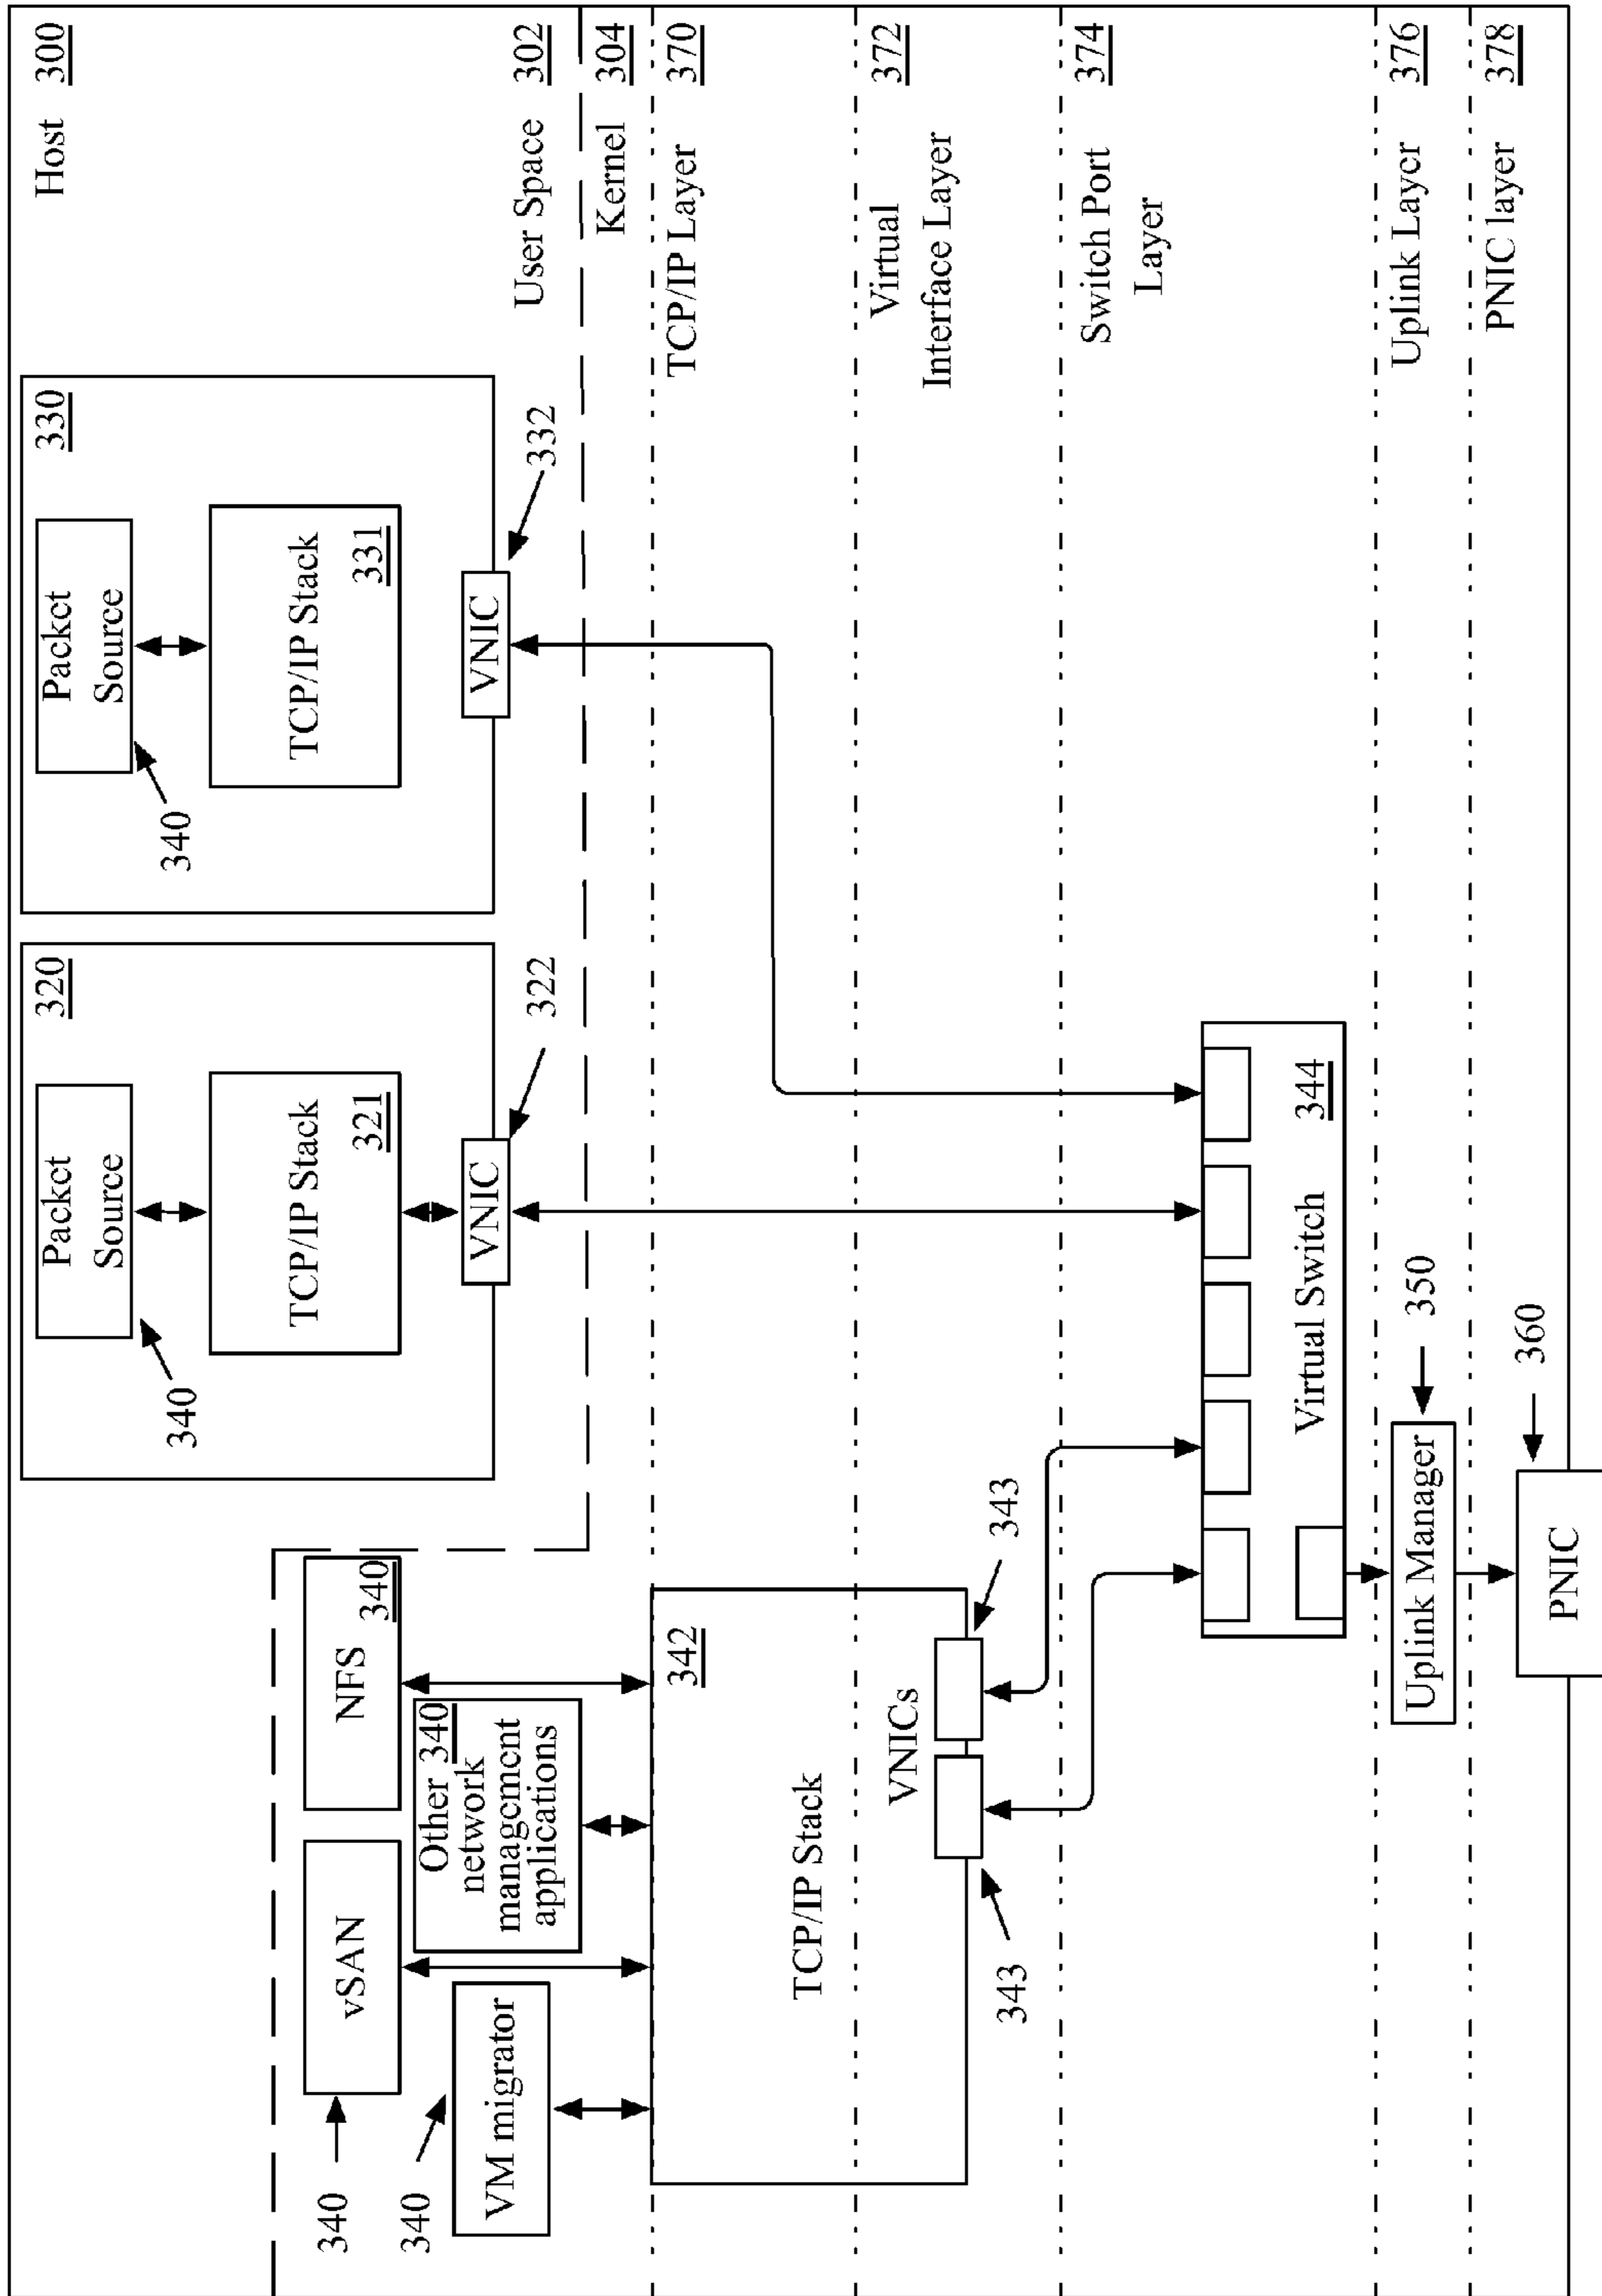 Host 300
320
330
Packet
Source
340
TCP/IP Stack
321
VNIC
322
Packet
Source
340
TCP/IP Stack
331
VNIC
332
User Space 302
Kernel 304
340
vSAN
NFS
340
340
VM migrator
Other 340
network
management
applications
TCP/IP Layer 370
342
TCP/IP Stack
Virtual
Interface Layer
372
VNICs
343
343
Switch Port
Layer
374
Virtual Switch
344
Uplink Layer 376
Uplink Manager
350
PNIC layer 378
PNIC
360